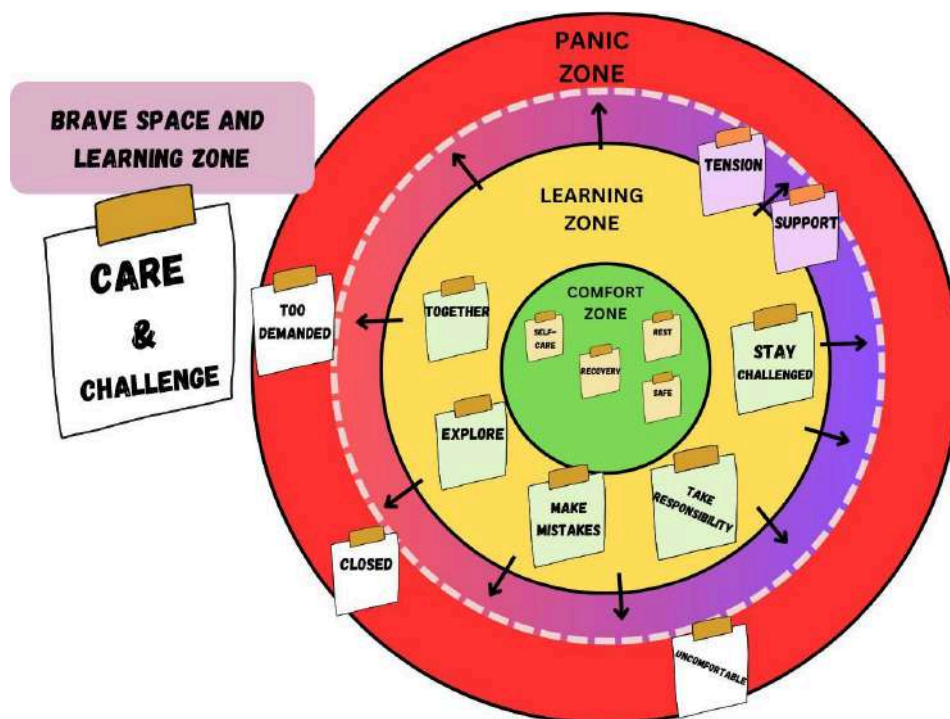 BRAVE SPACE AND
LEARNING ZONE
CARE
&
CHALLENGE
PANIC
ZONE
TENSION
SUPPORT
LEARNING
ZONE
COMFORT
ZONE
SELF-
CARE
REST
RECOVERY
SAFE
TOO
DEMANDED
TOGETHER
STAY
CHALLENGED
EXPLORE
MAKE
MISTAKES
TAKE
RESPONSIBILITY
CLOSED
UNCOMFORTABLE